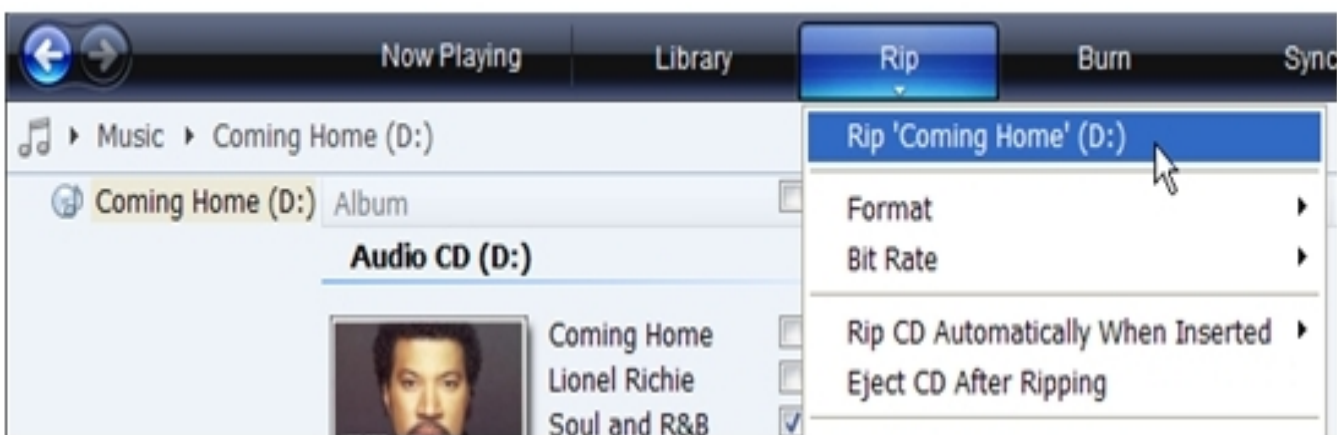 Now Playing Library Rip Burn Sync
Music Coming Home (D:)
Rip 'Coming Home' (D:)
Coming Home (D:) Album
Format
Audio CD (D:)
Bit Rate
Coming Home
Rip CD Automatically When Inserted
Lionel Richie
Eject CD After Ripping
Soul and R&B